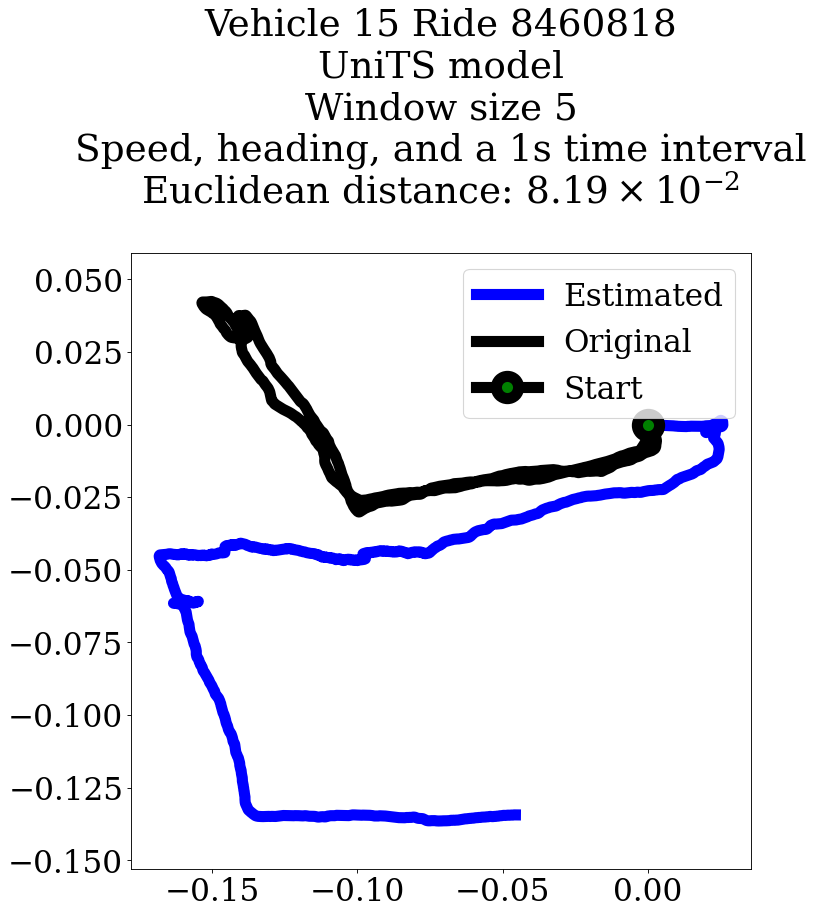 Vehicle 15 Ride 8460818
UniTS model
Window size 5
Speed, heading, and a 1s time interval
Euclidean distance: 8.19 × 10⁻²
Estimated
Original
Start
0.050
0.025
0.000
−0.025
−0.050
−0.075
−0.100
−0.125
−0.150
−0.15 −0.10 −0.05 0.00